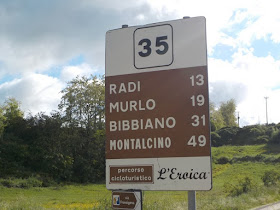 35
RADI 13
MURLO 19
BIBBIANO 31
MONTALCINO 49
percorso
cicloturistico L'Eroica